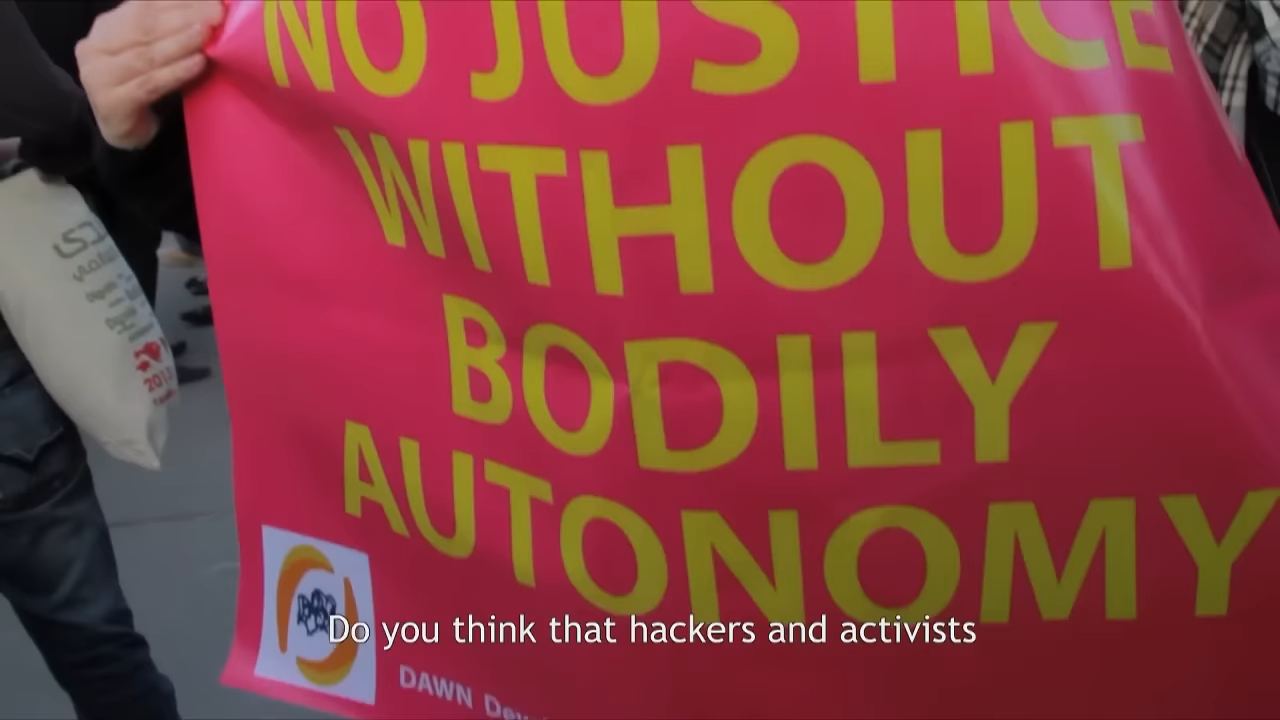 NO JUSTICE
WITHOUT
BODILY
AUTONOMY
Do you think that hackers and activists
DAWN